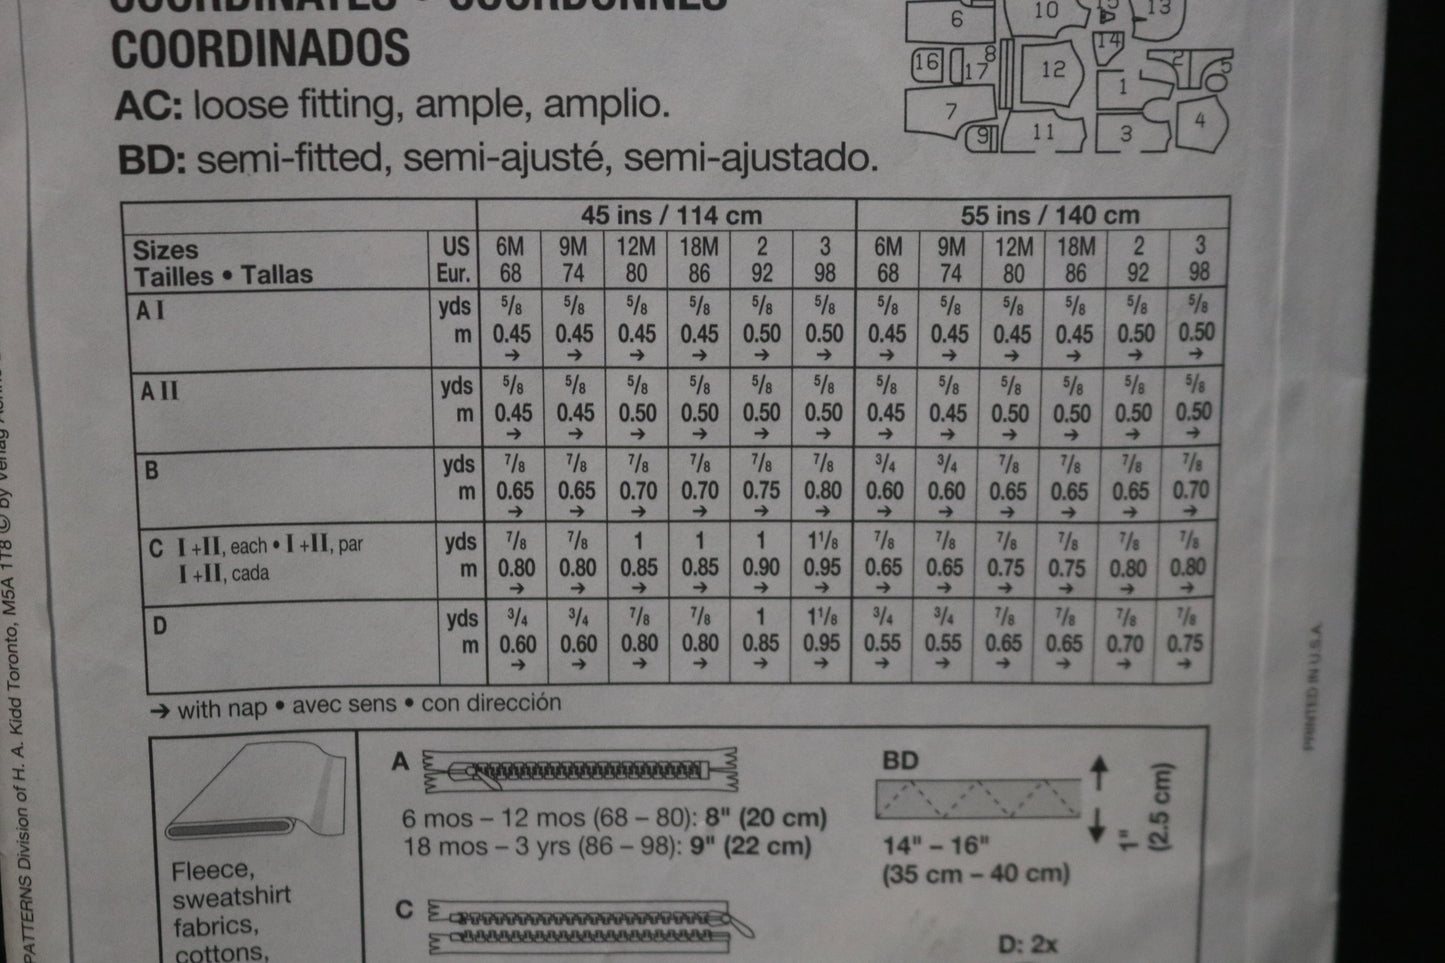 COORDINATES • COORDONNÉS
COORDINADOS
AC: loose fitting, ample, amplio.
BD: semi-fitted, semi-ajusté, semi-ajustado.
6 10 13
16 17 8 12 14 1 2 5
7 9 11 3 4
45 ins / 114 cm 55 ins / 140 cm
Sizes US 6M 9M 12M 18M 2 3 6M 9M 12M 18M 2 3
Tailles • Tallas Eur. 68 74 80 86 92 98 68 74 80 86 92 98
A I yds 5/8 5/8 5/8 5/8 5/8 5/8 5/8 5/8 5/8 5/8 5/8 5/8
m 0.45 0.45 0.45 0.45 0.50 0.50 0.45 0.45 0.45 0.45 0.50 0.50
→ → → → → → → → → → → →
A II yds 5/8 5/8 5/8 5/8 5/8 5/8 5/8 5/8 5/8 5/8 5/8 5/8
m 0.45 0.45 0.50 0.50 0.50 0.50 0.45 0.45 0.50 0.50 0.50 0.50
→ → → → → → → → → → → →
B yds 7/8 7/8 7/8 7/8 7/8 7/8 3/4 3/4 7/8 7/8 7/8 7/8
m 0.65 0.65 0.70 0.70 0.75 0.80 0.60 0.60 0.65 0.65 0.65 0.70
→ → → → → → → → → → → →
C I +II, each • I +II, par yds 7/8 7/8 1 1 1 1 1/8 7/8 7/8 7/8 7/8 7/8 7/8
I +II, cada m 0.80 0.80 0.85 0.85 0.90 0.95 0.65 0.65 0.75 0.75 0.80 0.80
→ → → → → → → → → → → →
D yds 3/4 3/4 7/8 7/8 1 1 1/8 3/4 3/4 7/8 7/8 7/8 7/8
m 0.60 0.60 0.80 0.80 0.85 0.95 0.55 0.55 0.65 0.65 0.70 0.75
→ → → → → → → → → → → →
→ with nap • avec sens • con dirección
Fleece,
sweatshirt
fabrics,
cottons,
A
6 mos – 12 mos (68 – 80): 8" (20 cm)
18 mos – 3 yrs (86 – 98): 9" (22 cm)
C
BD
14" – 16"
(35 cm – 40 cm)
1"
(2.5 cm)
D: 2x
PATTERNS Division of H. A. Kidd Toronto, M5A 1T8 © by Verlag
PRINTED IN U.S.A.